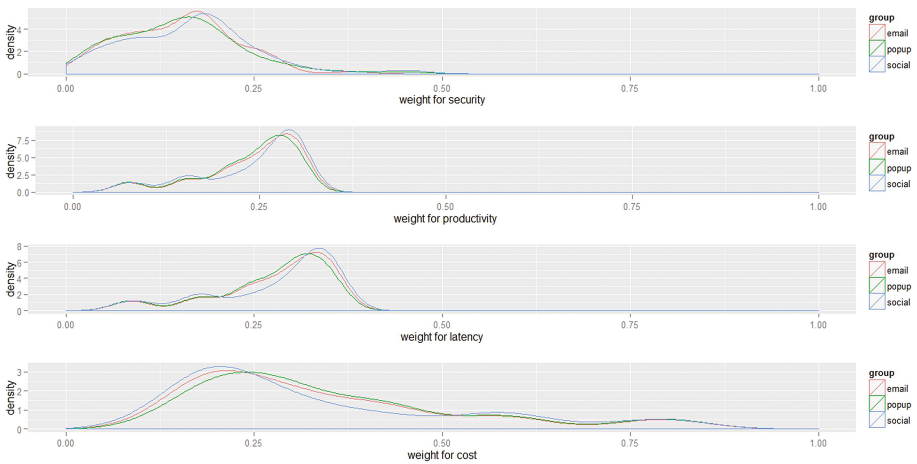 density
4
2
0
0.00 0.25 0.50 0.75 1.00
weight for security
group
email
popup
social
density
7.5
5.0
2.5
0.0
0.00 0.25 0.50 0.75 1.00
weight for productivity
group
email
popup
social
density
8
6
4
2
0
0.00 0.25 0.50 0.75 1.00
weight for latency
group
email
popup
social
density
3
2
1
0
0.00 0.25 0.50 0.75 1.00
weight for cost
group
email
popup
social